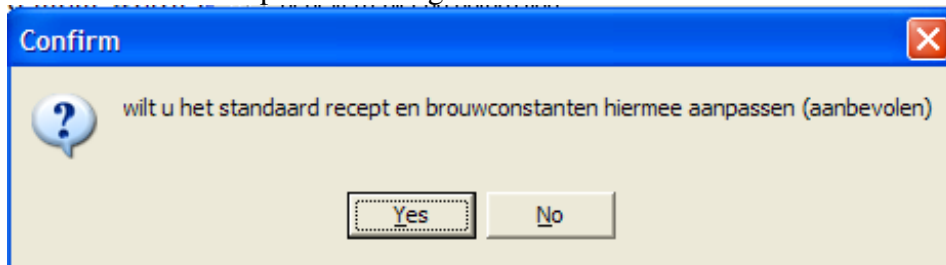 Confirm
wilt u het standaard recept en brouwconstanten hiermee aanpassen (aanbevolen)
Yes No